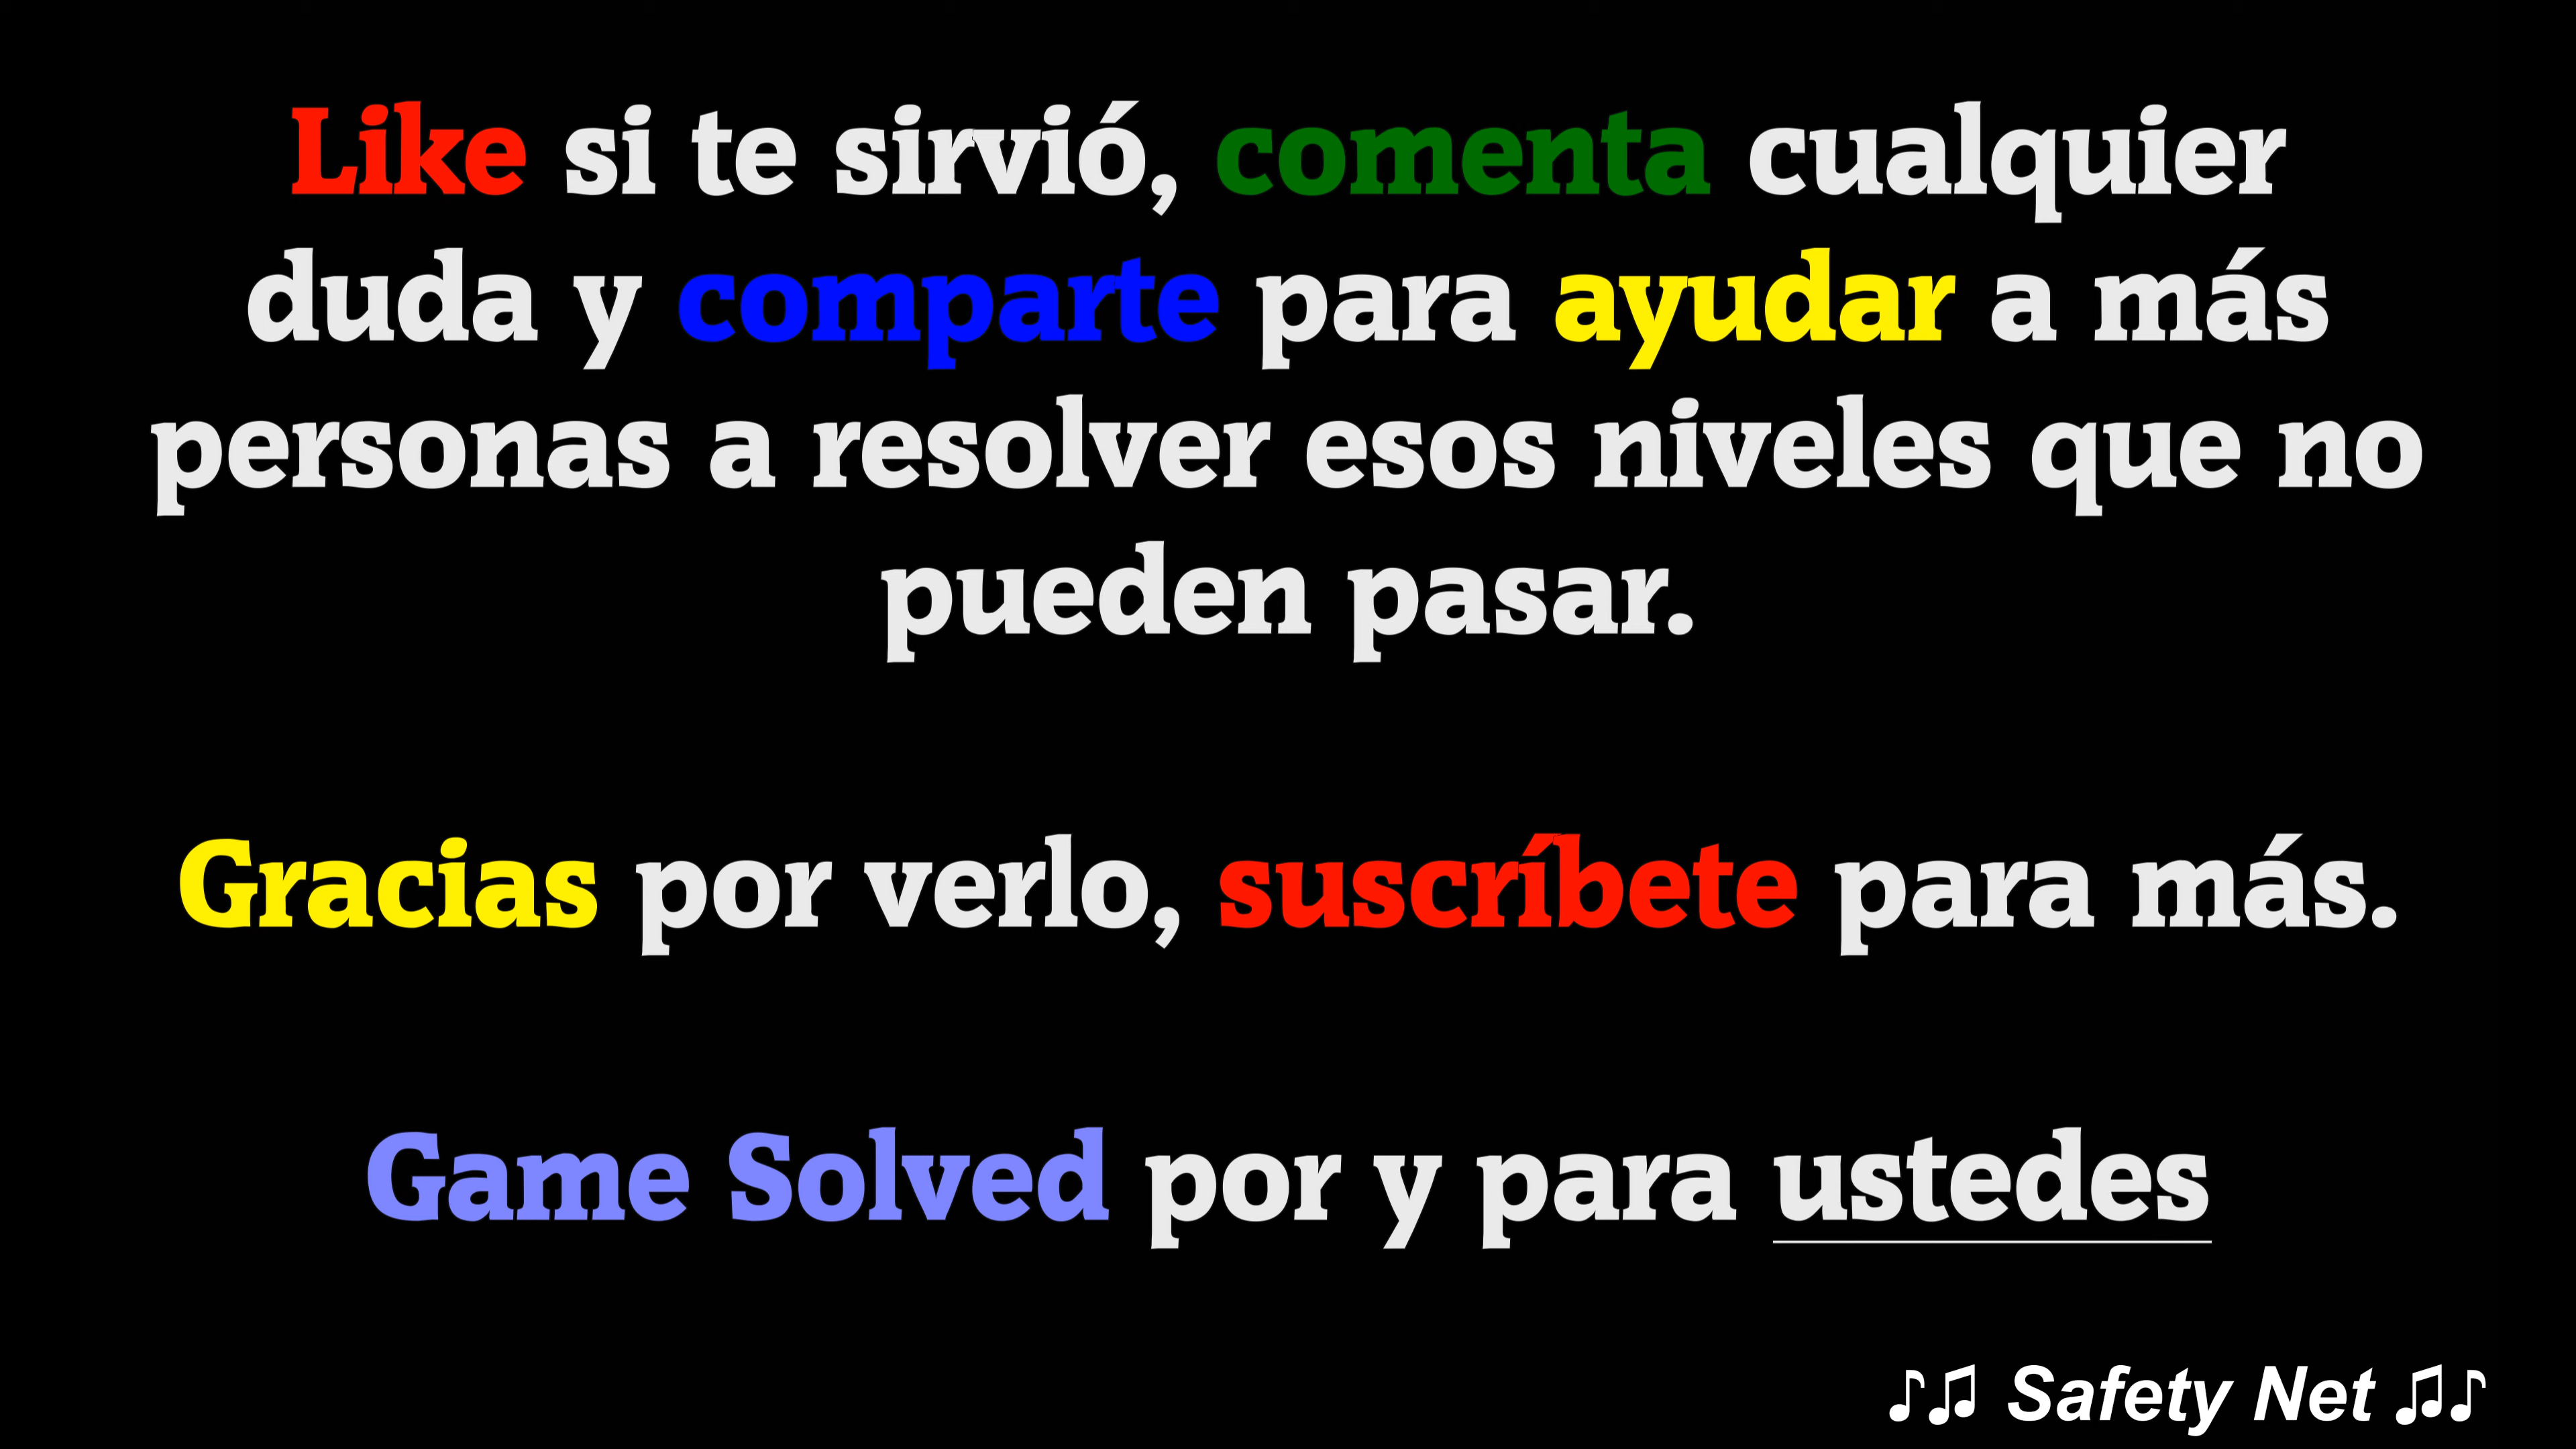 Like si te sirvió, comenta cualquier
duda y comparte para ayudar a más
personas a resolver esos niveles que no
pueden pasar.
Gracias por verlo, suscríbete para más.
Game Solved por y para ustedes
♪♫ Safety Net ♫♪